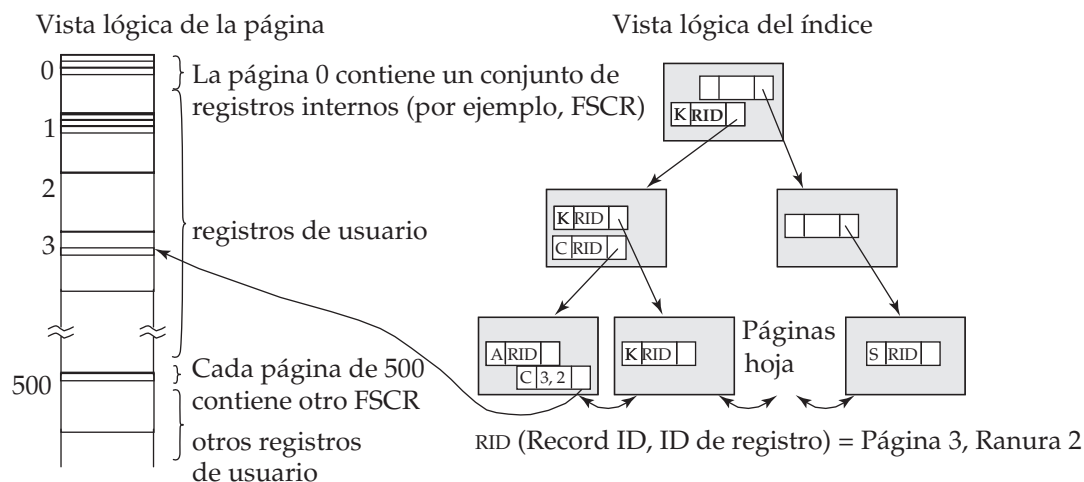 Vista lógica de la página
0
La página 0 contiene un conjunto de
registros internos (por ejemplo, FSCR)
1
2
registros de usuario
3
500
Cada página de 500
contiene otro FSCR
otros registros
de usuario
Vista lógica del índice
K RID
K RID
C RID
A RID
C 3, 2
K RID
Páginas
hoja
S RID
RID (Record ID, ID de registro) = Página 3, Ranura 2